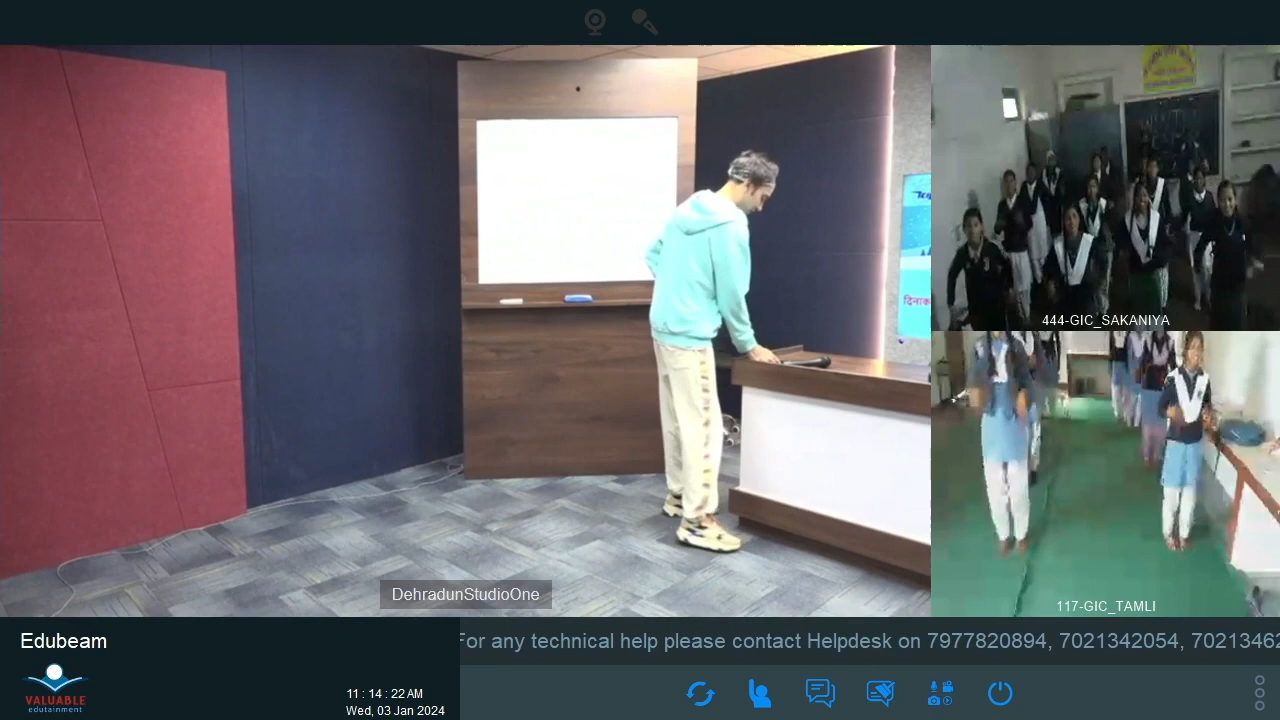 दिनाक
444-GIC_SAKANIYA
DehradunStudioOne
117-GIC_TAMLI
Edubeam
For any technical help please contact Helpdesk on 7977820894, 7021342054, 7021346
VALUABLE
edutainment
11 : 14 : 22 AM
Wed, 03 Jan 2024